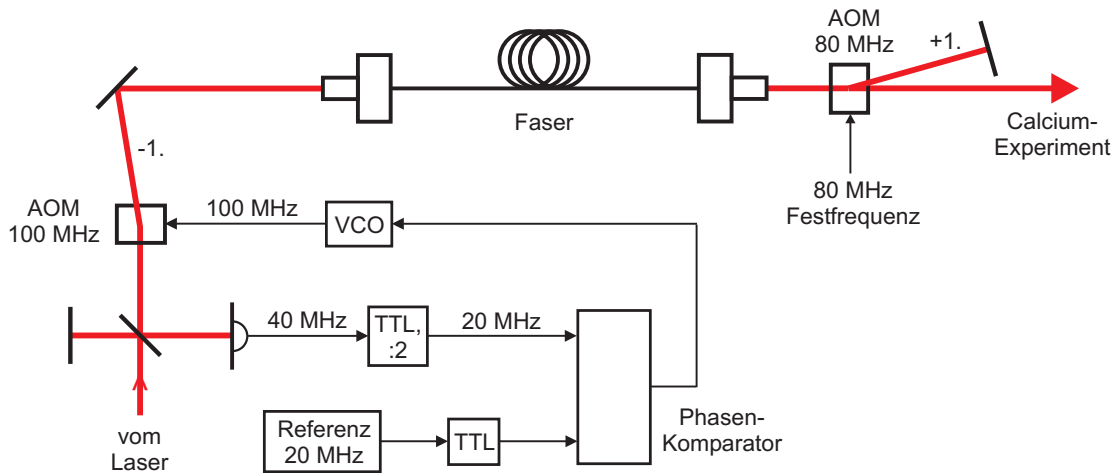 AOM
80 MHz
+1.
Faser
Calcium-
Experiment
-1.
80 MHz
Festfrequenz
AOM
100 MHz
100 MHz
VCO
40 MHz
TTL,
:2
20 MHz
Phasen-
Komparator
Referenz
20 MHz
TTL
vom
Laser